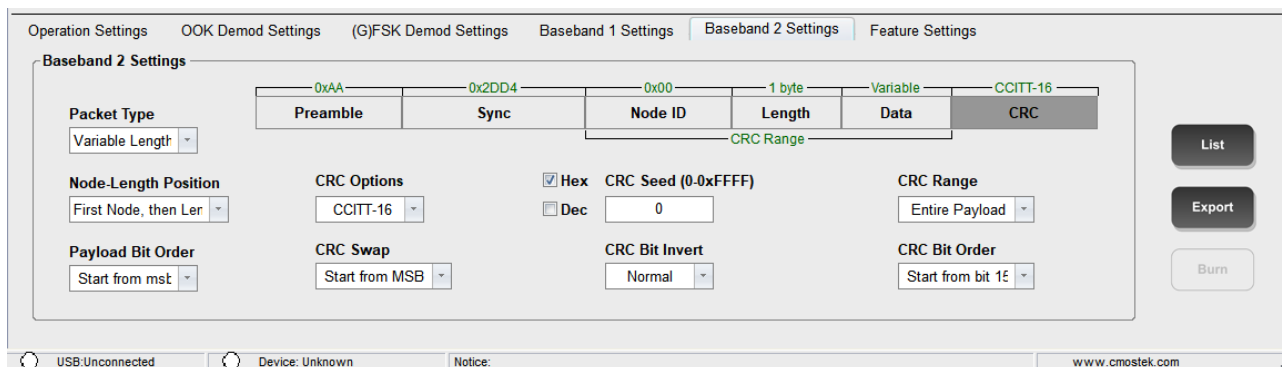 Operation Settings OOK Demod Settings (G)FSK Demod Settings Baseband 1 Settings Baseband 2 Settings Feature Settings
Baseband 2 Settings
0xAA 0x2DD4 0x00 1 byte Variable CCITT-16
Packet Type Preamble Sync Node ID Length Data CRC
Variable Length CRC Range
List
Node-Length Position CRC Options Hex CRC Seed (0-0xFFFF) CRC Range
First Node, then Ler CCITT-16 Dec 0 Entire Payload Export
Payload Bit Order CRC Swap CRC Bit Invert CRC Bit Order
Start from msb Start from MSB Normal Start from bit 15 Burn
USB:Unconnected Device: Unknown Notice: www.cmostek.com